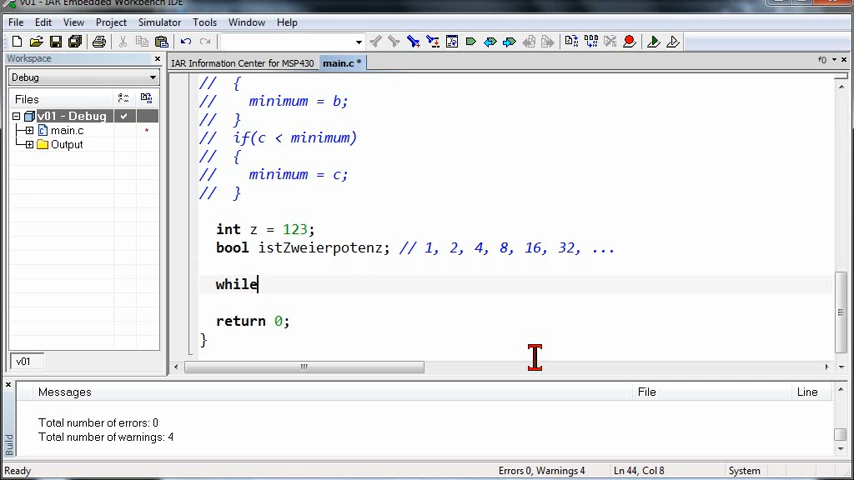 v01 - IAR Embedded Workbench IDE
File Edit View Project Simulator Tools Window Help
Workspace
IAR Information Center for MSP430 main.c * f()
Debug
Files
v01 - Debug
main.c
Output
v01
// {
// minimum = b;
// }
// if(c < minimum)
// {
// minimum = c;
// }
int z = 123;
bool istZweierpotenz; // 1, 2, 4, 8, 16, 32, ...
while
return 0;
}
Messages File Line
Total number of errors: 0
Total number of warnings: 4
Build
Ready Errors 0, Warnings 4 Ln 44, Col 8 System